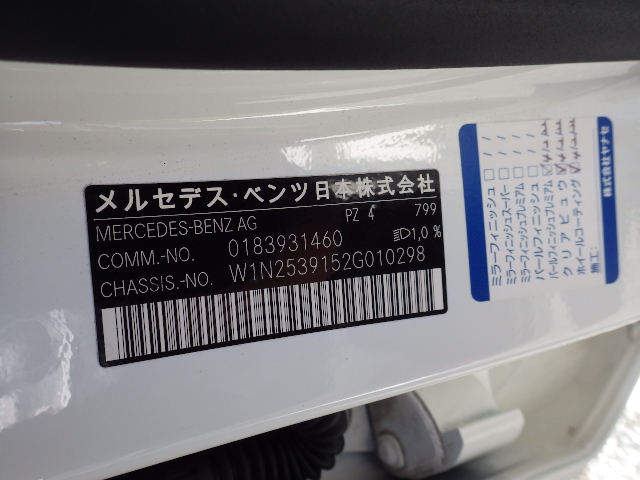 メルセデス・ベンツ日本株式会社
MERCEDES-BENZ AG PZ 4 799
COMM.-NO. 0183931460 1,0 %
CHASSIS.-NO. W1N2539152G010298
株式会社ヤナセ
ミラーフィニッシュ
ミラーフィニッシュスーパー
ミラーフィニッシュプレミアム
パールフィニッシュ
パールフィニッシュプレミアム
クリアビュウ
ホイールコーティング
施工: